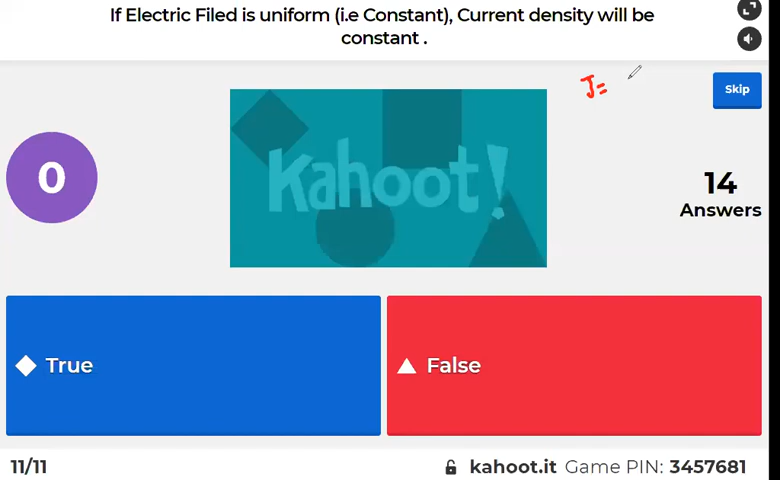 If Electric Filed is uniform (i.e Constant), Current density will be
constant .
J=
Skip
0
Kahoot!
14
Answers
True
False
11/11
kahoot.it Game PIN: 3457681